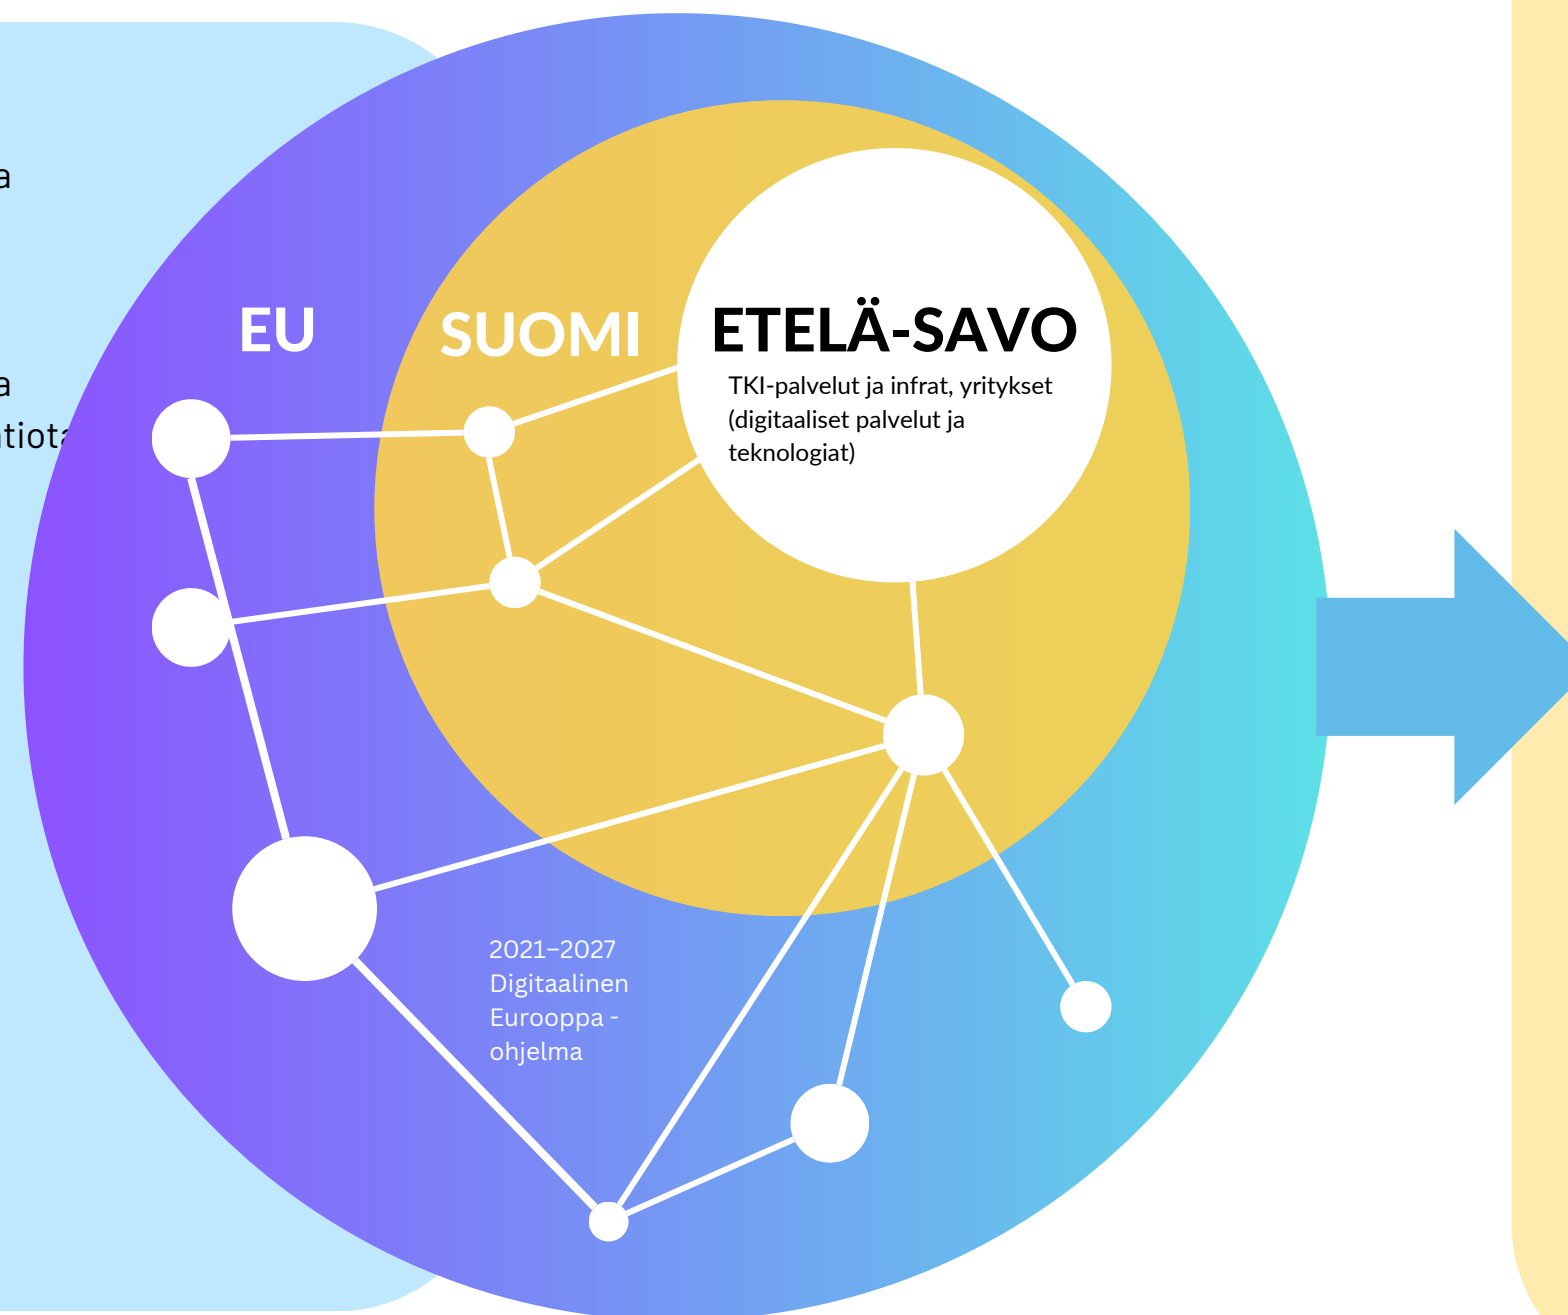 a
EU
SUOMI
ETELÄ-SAVO
TKI-palvelut ja infrat, yritykset
(digitaaliset palvelut ja
teknologiat)
a
2021–2027
Digitaalinen
Eurooppa -
ohjelma